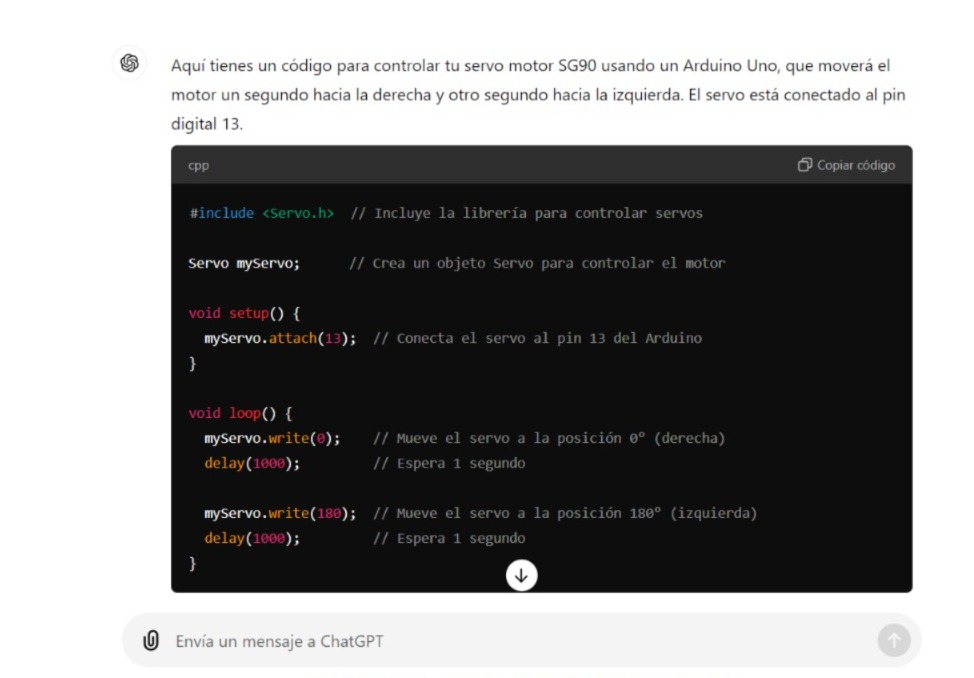 Aquí tienes un código para controlar tu servo motor SG90 usando un Arduino Uno, que moverá el
motor un segundo hacia la derecha y otro segundo hacia la izquierda. El servo está conectado al pin
digital 13.
cpp Copiar código
#include <Servo.h>  // Incluye la librería para controlar servos
Servo myServo;      // Crea un objeto Servo para controlar el motor
void setup() {
  myServo.attach(13);  // Conecta el servo al pin 13 del Arduino
}
void loop() {
  myServo.write(0);    // Mueve el servo a la posición 0° (derecha)
  delay(1000);         // Espera 1 segundo
  myServo.write(180);  // Mueve el servo a la posición 180° (izquierda)
  delay(1000);         // Espera 1 segundo
}
Envía un mensaje a ChatGPT